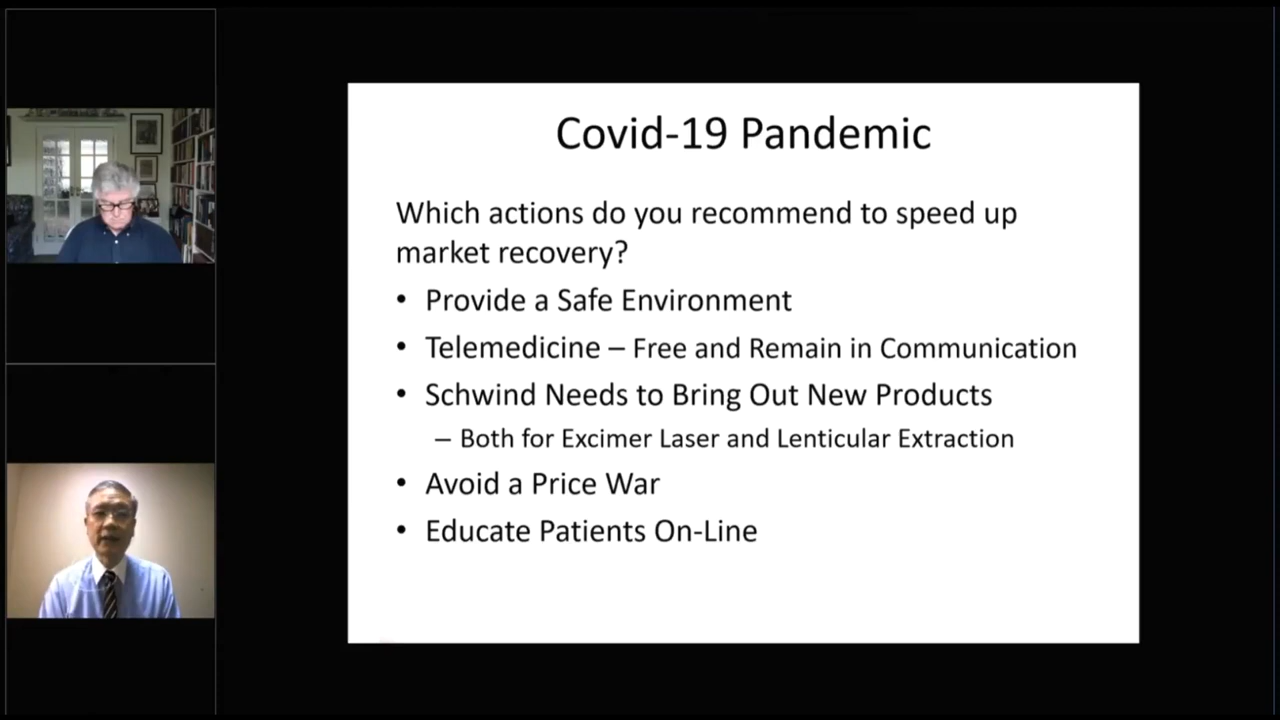 Covid-19 Pandemic
Which actions do you recommend to speed up
market recovery?
• Provide a Safe Environment
• Telemedicine – Free and Remain in Communication
• Schwind Needs to Bring Out New Products
– Both for Excimer Laser and Lenticular Extraction
• Avoid a Price War
• Educate Patients On-Line